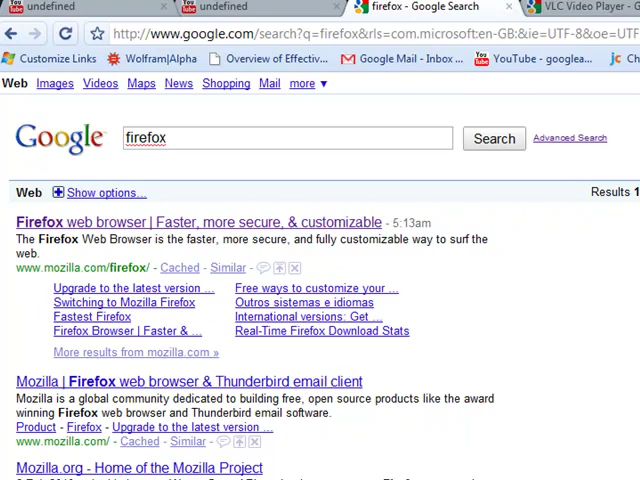 undefined undefined firefox - Google Search VLC Video Player - G
http://www.google.com/search?q=firefox&rls=com.microsoft:en-GB:&ie=UTF-8&oe=UT
Customize Links Wolfram|Alpha Overview of Effectiv... Google Mail - Inbox ... YouTube - googleja... Ch
Web Images Videos Maps News Shopping Mail more ▼
Google firefox Search Advanced Search
Web Show options... Results 1
Firefox web browser | Faster, more secure, & customizable - 5:13am
The Firefox Web Browser is the faster, more secure, and fully customizable way to surf the
web.
www.mozilla.com/firefox/ - Cached - Similar -
Upgrade to the latest version ... Free ways to customize your ...
Switching to Mozilla Firefox Outros sistemas e idiomas
Fastest Firefox International versions: Get ...
Firefox Browser | Faster & ... Real-Time Firefox Download Stats
More results from mozilla.com »
Mozilla | Firefox web browser & Thunderbird email client
Mozilla is a global community dedicated to building free, open source products like the award
winning Firefox web browser and Thunderbird email software.
Product - Firefox - Upgrade to the latest version ...
www.mozilla.com/ - Cached - Similar -
Mozilla.org - Home of the Mozilla Project